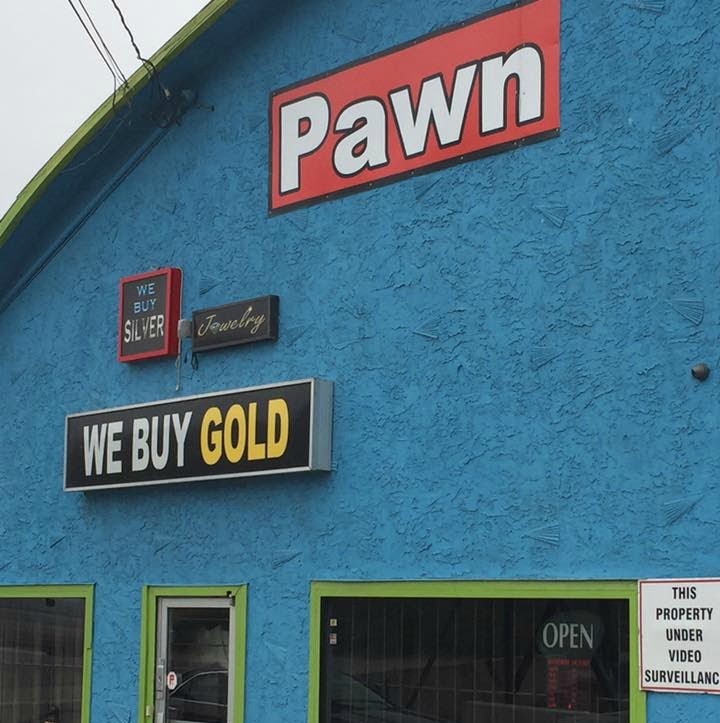 Pawn
WE
BUY
SILVER
Jewelry
WE BUY GOLD
OPEN
THIS
PROPERTY
UNDER
VIDEO
SURVEILLANC